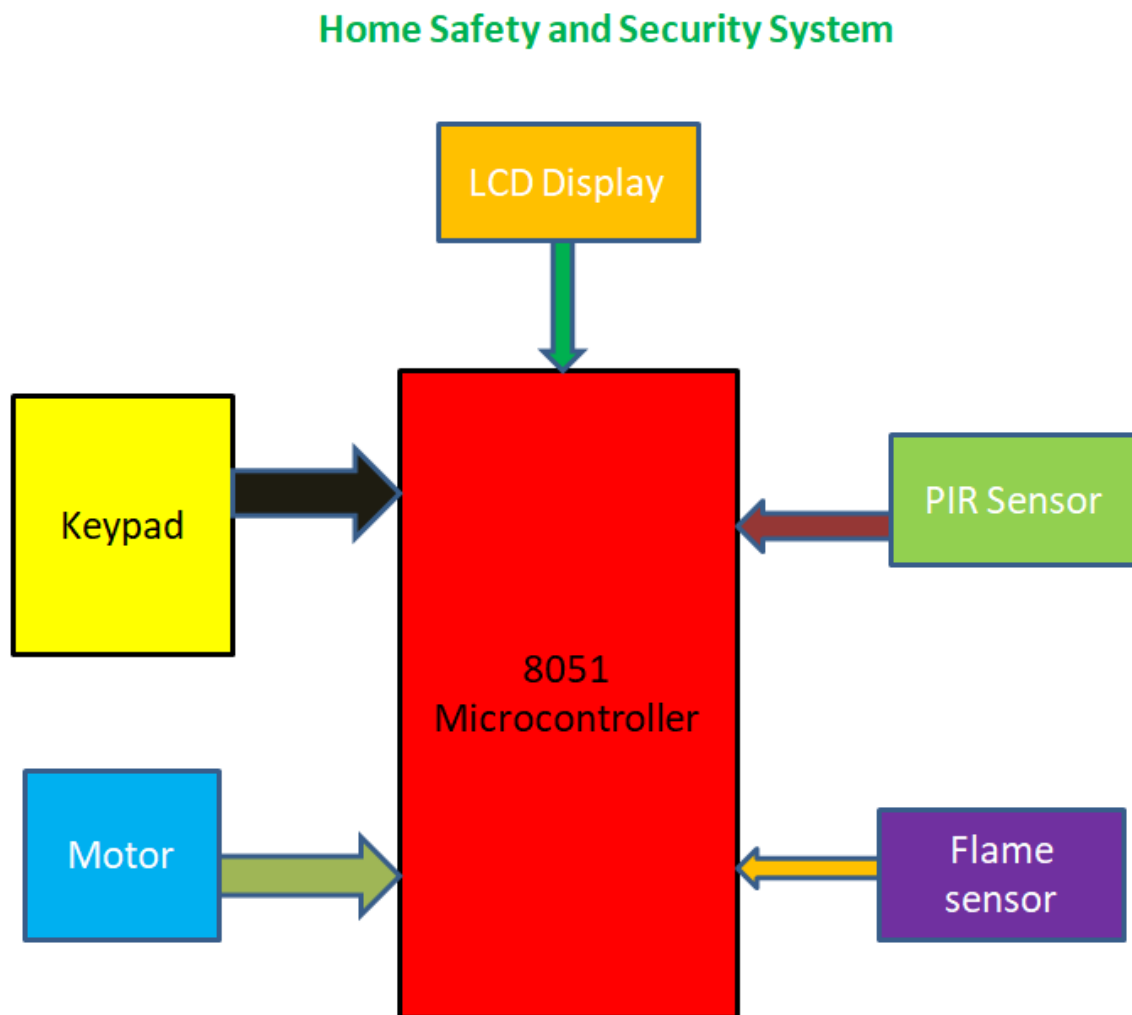 Home Safety and Security System
LCD Display
Keypad
PIR Sensor
8051
Microcontroller
Motor
Flame
sensor